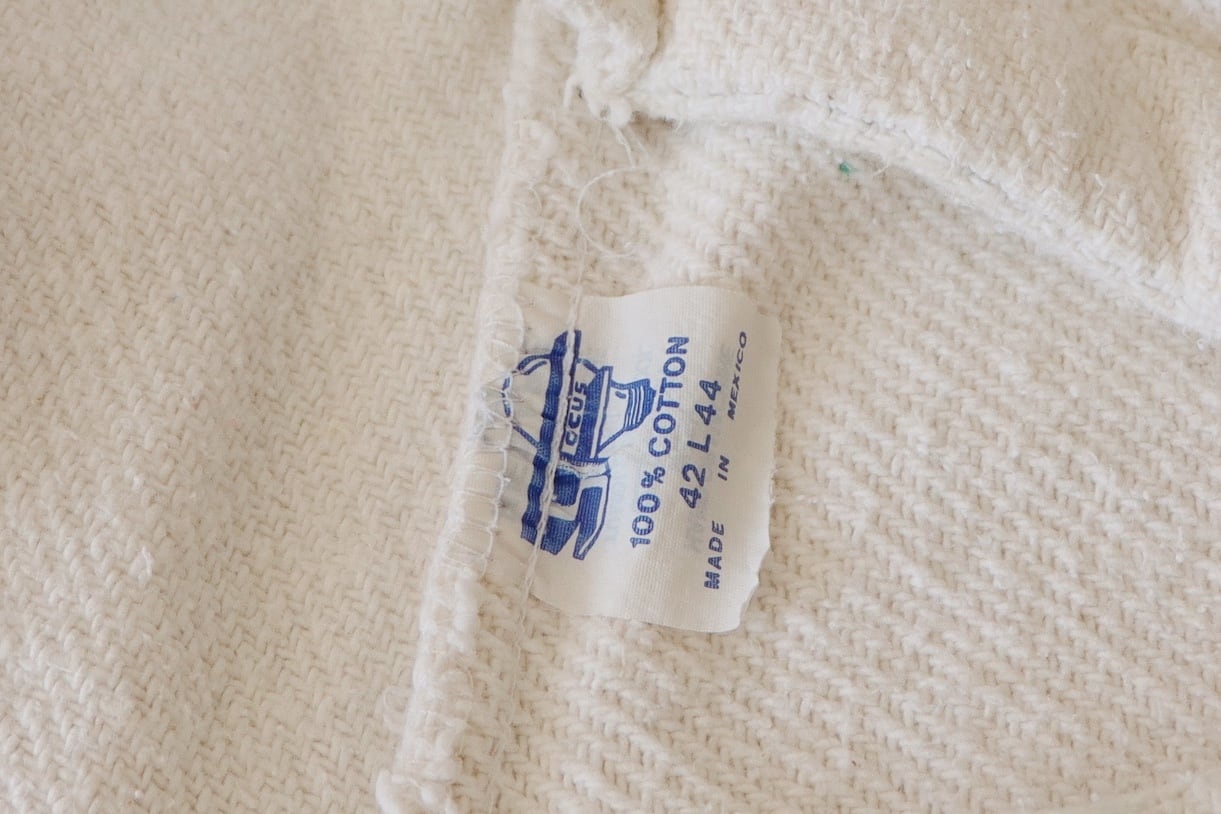 100% COTTON
42 L 44
MADE IN MEXICO